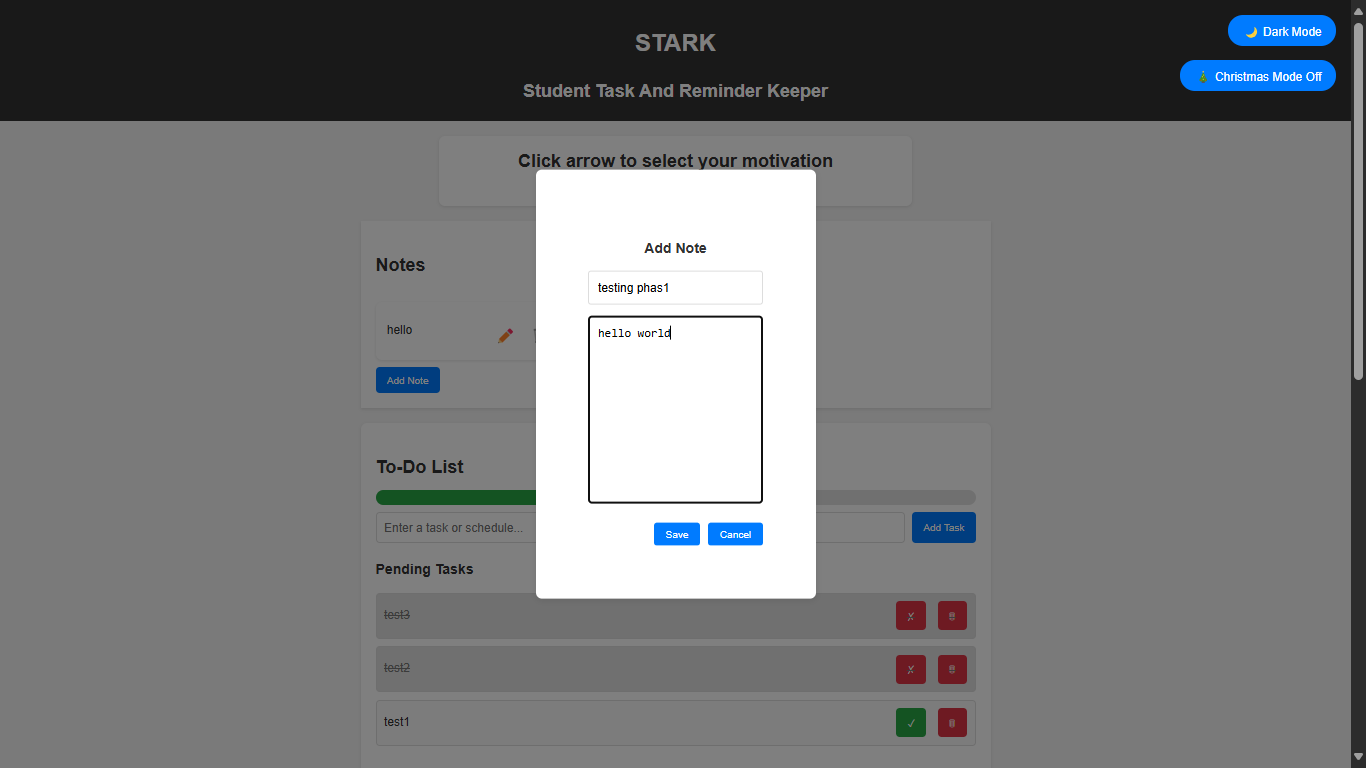 STARK
🌙 Dark Mode
🎄 Christmas Mode Off
Student Task And Reminder Keeper
Click arrow to select your motivation
Notes
hello
Add Note
Add Note
testing phas1
hello world
Save
Cancel
To-Do List
Enter a task or schedule...
Add Task
Pending Tasks
test3
test2
test1